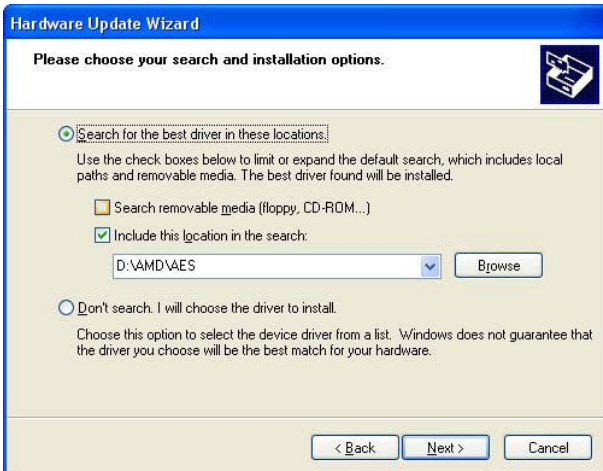 Hardware Update Wizard
Please choose your search and installation options.
Search for the best driver in these locations.
Use the check boxes below to limit or expand the default search, which includes local
paths and removable media. The best driver found will be installed.
Search removable media (floppy, CD-ROM...)
Include this location in the search:
D:\AMD\AES
Browse
Don't search. I will choose the driver to install.
Choose this option to select the device driver from a list. Windows does not guarantee that
the driver you choose will be the best match for your hardware.
< Back
Next >
Cancel